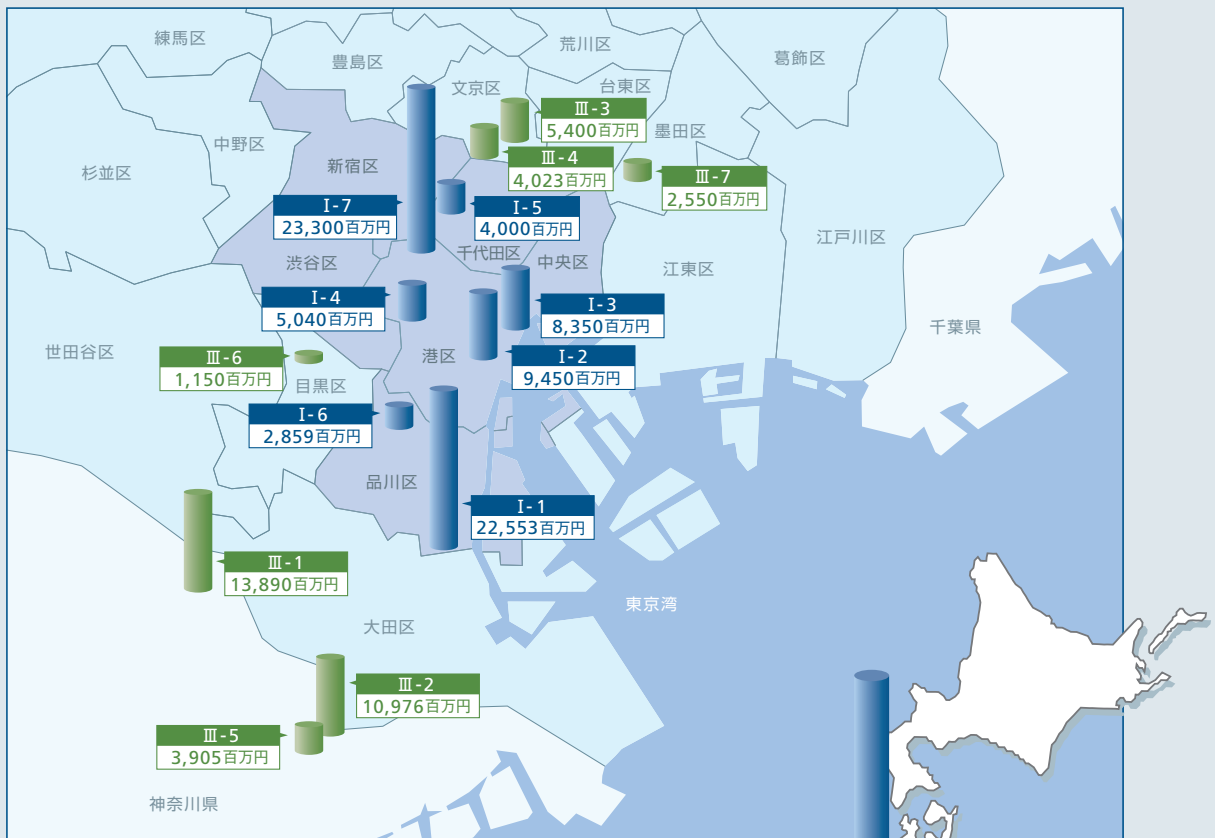 練馬区
豊島区
荒川区
葛飾区
文京区
台東区
Ⅲ-3
5,400百万円
墨田区
中野区
新宿区
杉並区
Ⅲ-4
4,023百万円
Ⅲ-7
2,550百万円
I-7
23,300百万円
I-5
4,000百万円
千代田区
中央区
江戸川区
渋谷区
江東区
I-4
5,040百万円
I-3
8,350百万円
千葉県
世田谷区
港区
I-2
9,450百万円
Ⅲ-6
1,150百万円
目黒区
I-6
2,859百万円
品川区
I-1
22,553百万円
Ⅲ-1
13,890百万円
東京湾
大田区
Ⅲ-2
10,976百万円
Ⅲ-5
3,905百万円
神奈川県